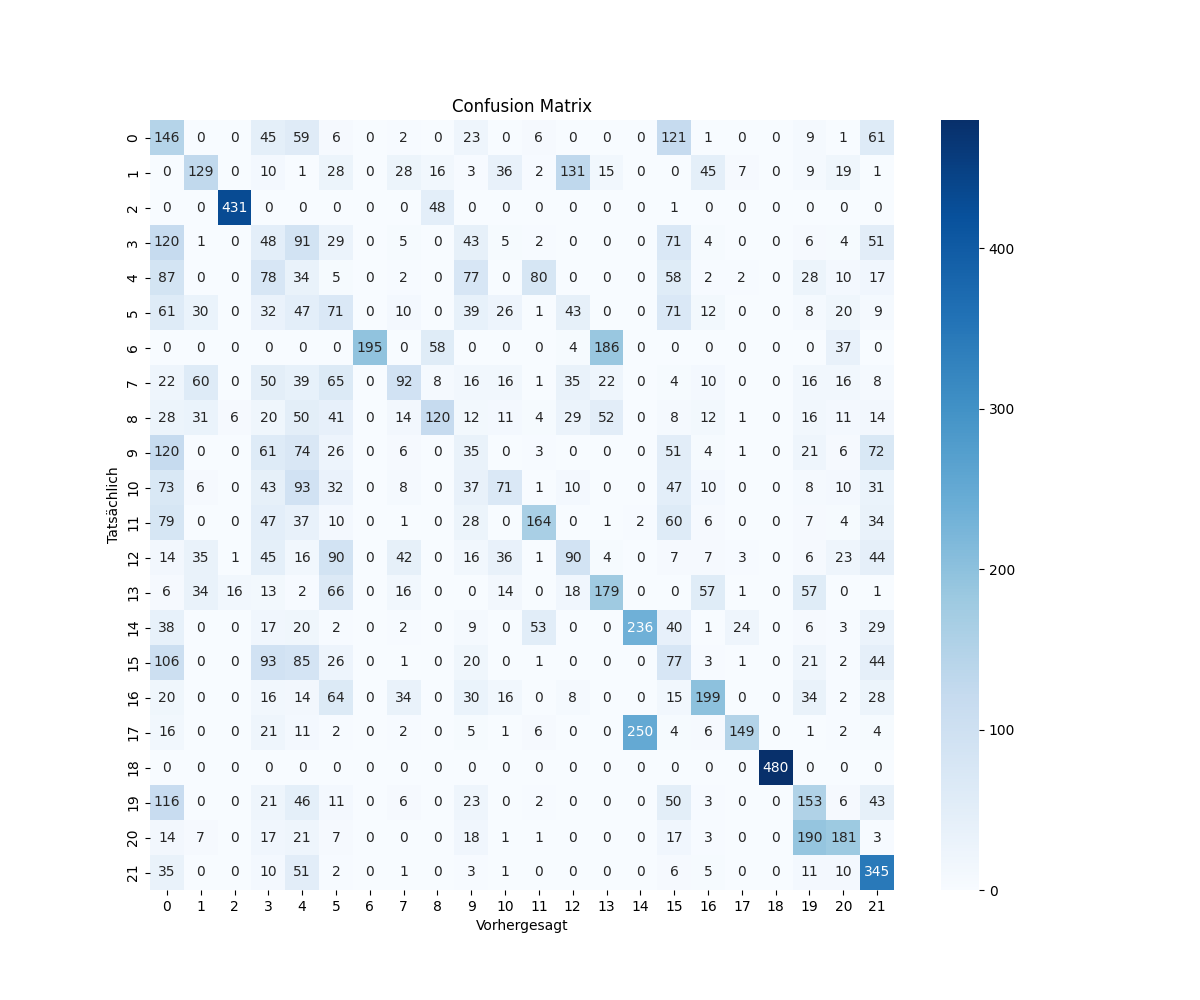 Confusion Matrix
0 146 0 0 45 59 6 0 2 0 23 0 6 0 0 0 121 1 0 0 9 1 61
1 0 129 0 10 1 28 0 28 16 3 36 2 131 15 0 0 45 7 0 9 19 1
2 0 0 431 0 0 0 0 0 48 0 0 0 0 0 0 1 0 0 0 0 0 0
3 120 1 0 48 91 29 0 5 0 43 5 2 0 0 0 71 4 0 0 6 4 51
4 87 0 0 78 34 5 0 2 0 77 0 80 0 0 0 58 2 2 0 28 10 17
5 61 30 0 32 47 71 0 10 0 39 26 1 43 0 0 71 12 0 0 8 20 9
6 0 0 0 0 0 0 195 0 58 0 0 0 4 186 0 0 0 0 0 0 37 0
7 22 60 0 50 39 65 0 92 8 16 16 1 35 22 0 4 10 0 0 16 16 8
8 28 31 6 20 50 41 0 14 120 12 11 4 29 52 0 8 12 1 0 16 11 14
9 120 0 0 61 74 26 0 6 0 35 0 3 0 0 0 51 4 1 0 21 6 72
10 73 6 0 43 93 32 0 8 0 37 71 1 10 0 0 47 10 0 0 8 10 31
11 79 0 0 47 37 10 0 1 0 28 0 164 0 1 2 60 6 0 0 7 4 34
12 14 35 1 45 16 90 0 42 0 16 36 1 90 4 0 7 7 3 0 6 23 44
13 6 34 16 13 2 66 0 16 0 0 14 0 18 179 0 0 57 1 0 57 0 1
14 38 0 0 17 20 2 0 2 0 9 0 53 0 0 236 40 1 24 0 6 3 29
15 106 0 0 93 85 26 0 1 0 20 0 1 0 0 0 77 3 1 0 21 2 44
16 20 0 0 16 14 64 0 34 0 30 16 0 8 0 0 15 199 0 0 34 2 28
17 16 0 0 21 11 2 0 2 0 5 1 6 0 0 250 4 6 149 0 1 2 4
18 0 0 0 0 0 0 0 0 0 0 0 0 0 0 0 0 0 0 480 0 0 0
19 116 0 0 21 46 11 0 6 0 23 0 2 0 0 0 50 3 0 0 153 6 43
20 14 7 0 17 21 7 0 0 0 18 1 1 0 0 0 17 3 0 0 190 181 3
21 35 0 0 10 51 2 0 1 0 3 1 0 0 0 0 6 5 0 0 11 10 345
0 1 2 3 4 5 6 7 8 9 10 11 12 13 14 15 16 17 18 19 20 21
Vorhergesagt
Tatsächlich
400
300
200
100
0